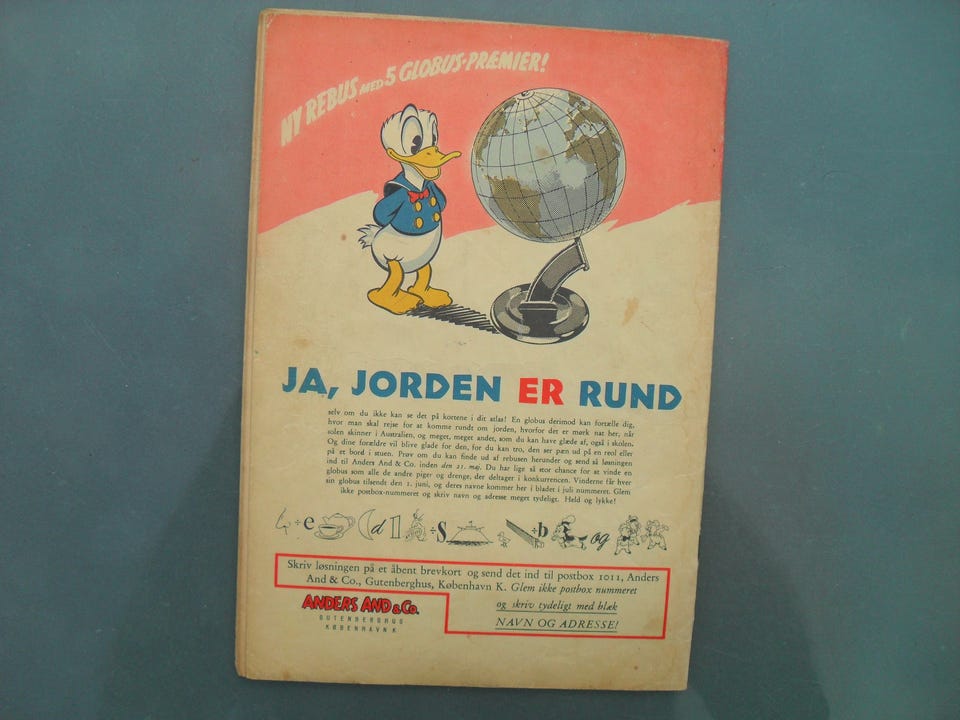 NY REBUS MED 5 GLOBUS-PRÆMIER!
JA, JORDEN ER RUND
selv om du ikke kan se det på kortene i dit atlas! En globus derimod kan fortælle dig,
hvor man skal rejse for at komme rundt om jorden, hvorfor det er mørk nat her, når
solen skinner i Australien, og meget, meget andet, som du kan have glæde af, også i skolen.
Og dine forældre vil blive glade for den, for du kan tro, den ser pæn ud på en reol eller
på et bord i stuen. Prøv om du kan finde ud af rebusen herunder og send så løsningen
ind til Anders And & Co. inden den 21. maj. Du har lige så stor chance for at vinde en
globus som alle de andre piger og drenge, der deltager i konkurrencen. Vinderne får hver
sin globus tilsendt den 1. juni, og deres navne kommer her i bladet i juli nummeret. Glem
ikke postbox-nummeret og skriv navn og adresse meget tydeligt. Held og lykke!
÷e d ÷S ÷b og
Skriv løsningen på et åbent brevkort og send det ind til postbox 1011, Anders
And & Co., Gutenberghus, København K. Glem ikke postbox nummeret
og skriv tydeligt med blæk
NAVN OG ADRESSE!
ANDERS AND & Co.
GUTENBERGHUS
KØBENHAVN K